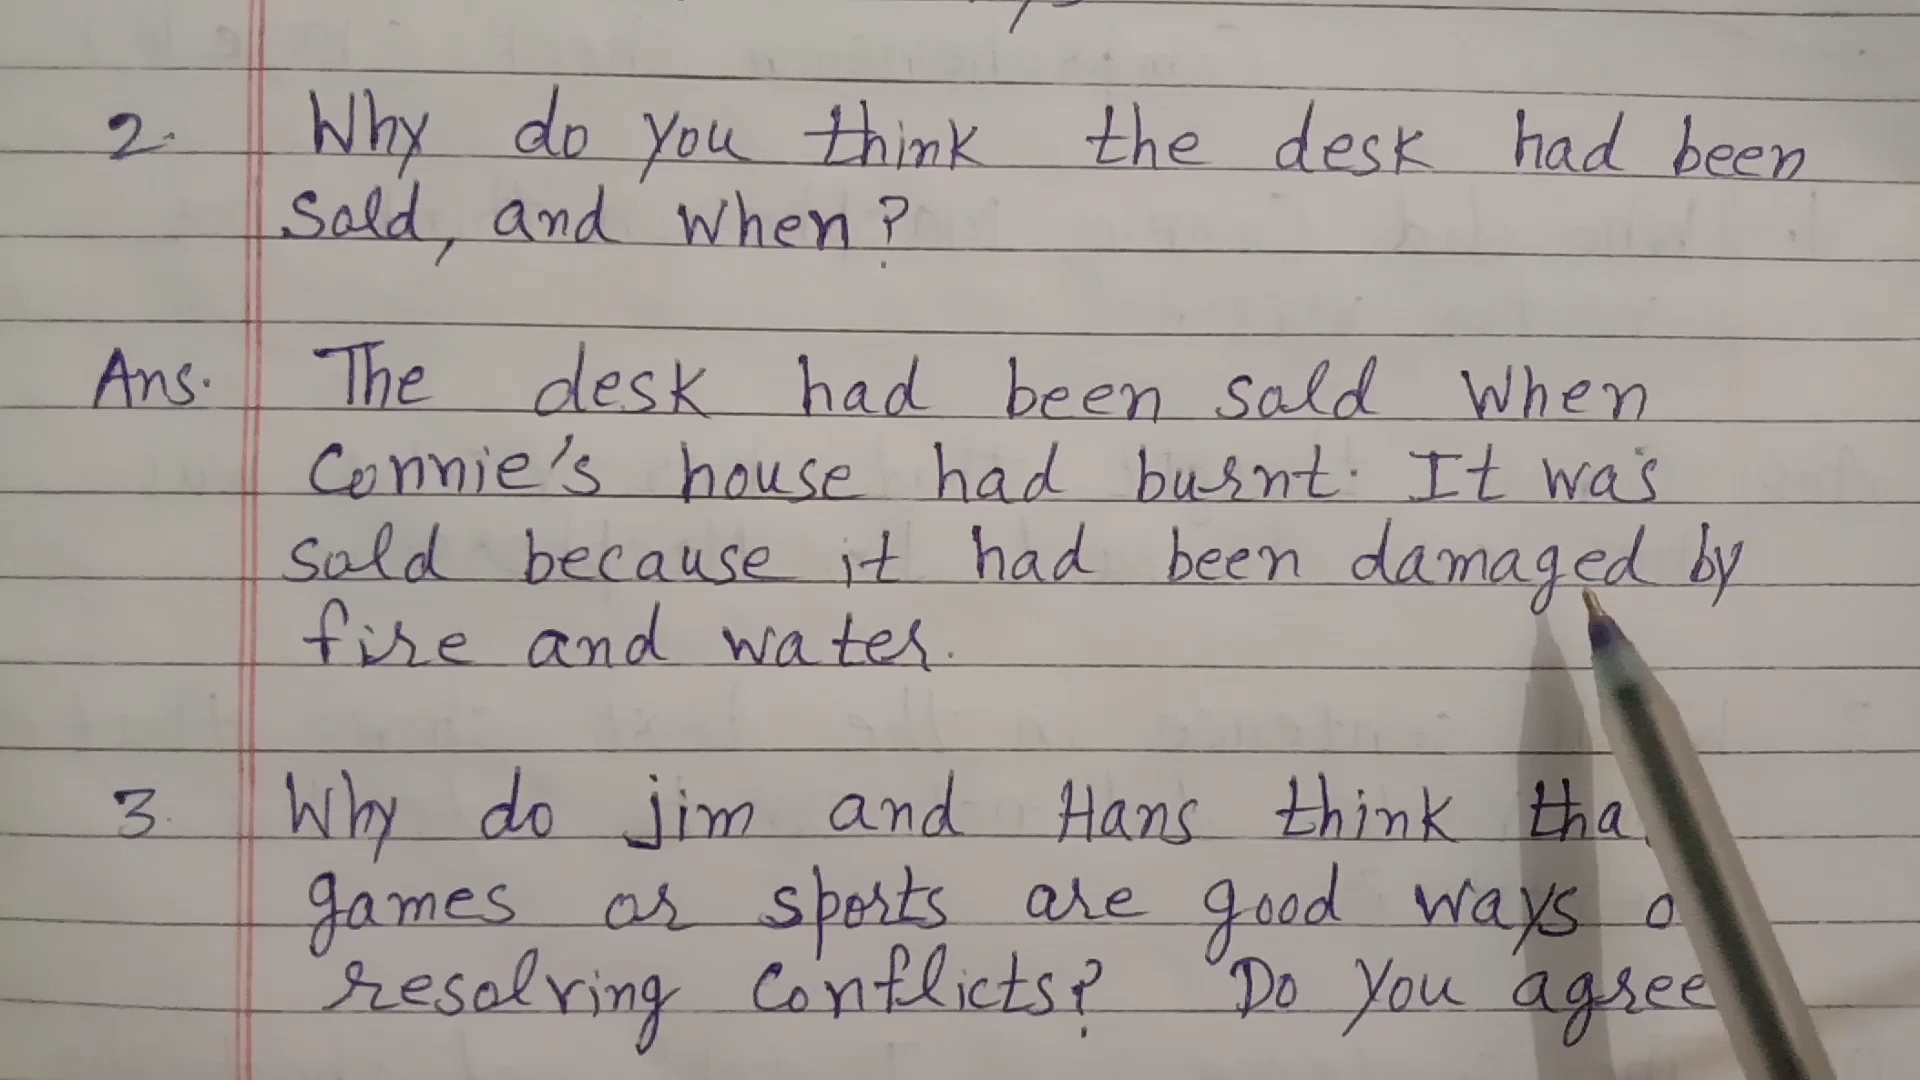 2. Why do you think the desk had been
sold, and when?
Ans. The desk had been sold when
Connie's house had burnt. It was
sold because it had been damaged by
fire and water.
3. Why do jim and Hans think
games or sports are good ways
resolving conflicts? Do you agree